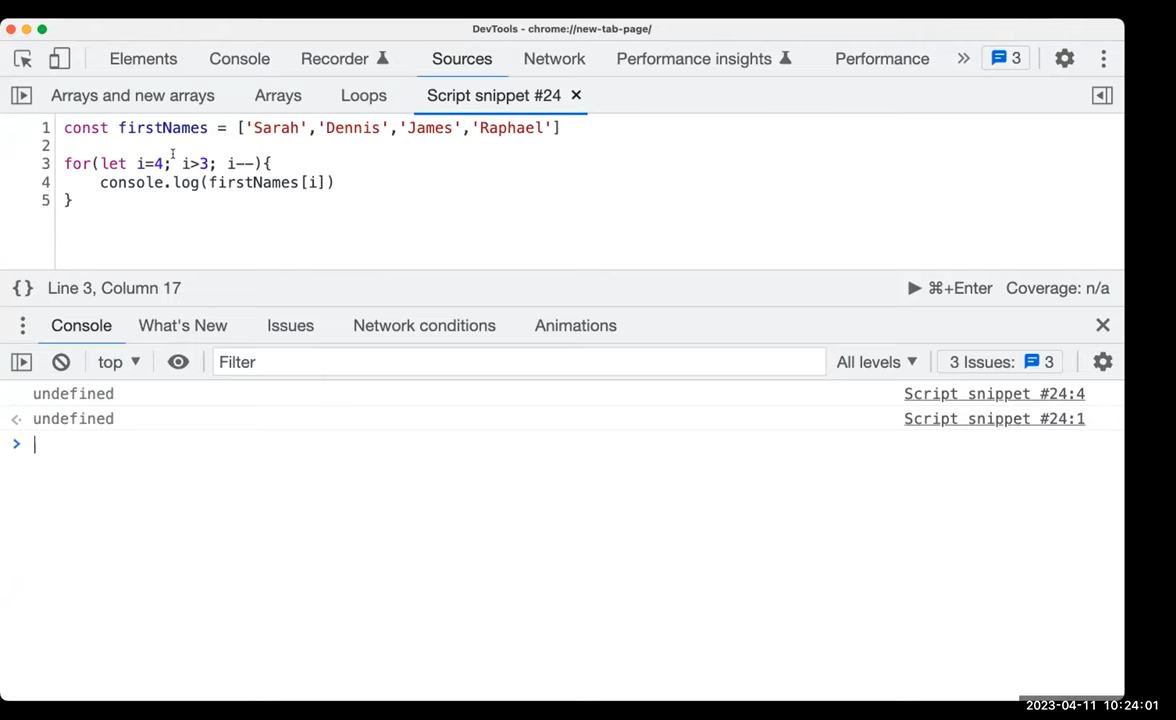 DevTools - chrome://new-tab-page/
Elements Console Recorder Sources Network Performance insights Performance » 3
Arrays and new arrays Arrays Loops Script snippet #24 ×
1 const firstNames = ['Sarah','Dennis','James','Raphael']
2
3 for(let i=4; i>3; i--){
4 console.log(firstNames[i])
5 }
{} Line 3, Column 17 ⌘+Enter Coverage: n/a
Console What's New Issues Network conditions Animations
top ▼ Filter All levels ▼ 3 Issues: 3
undefined Script snippet #24:4
undefined Script snippet #24:1
>
2023-04-11 10:24:01